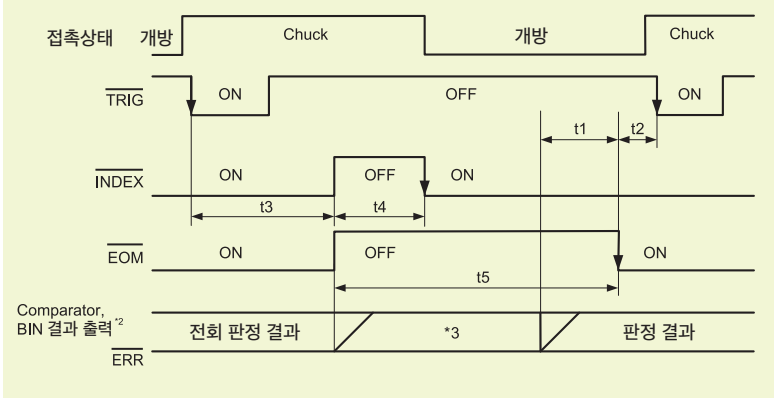 접촉상태 개방 Chuck 개방 Chuck
TRIG ON OFF ON
t1 t2
INDEX ON OFF ON
t3 t4
EOM ON OFF ON
t5
Comparator,
BIN 결과 출력 *2 전회 판정 결과 *3 판정 결과
ERR